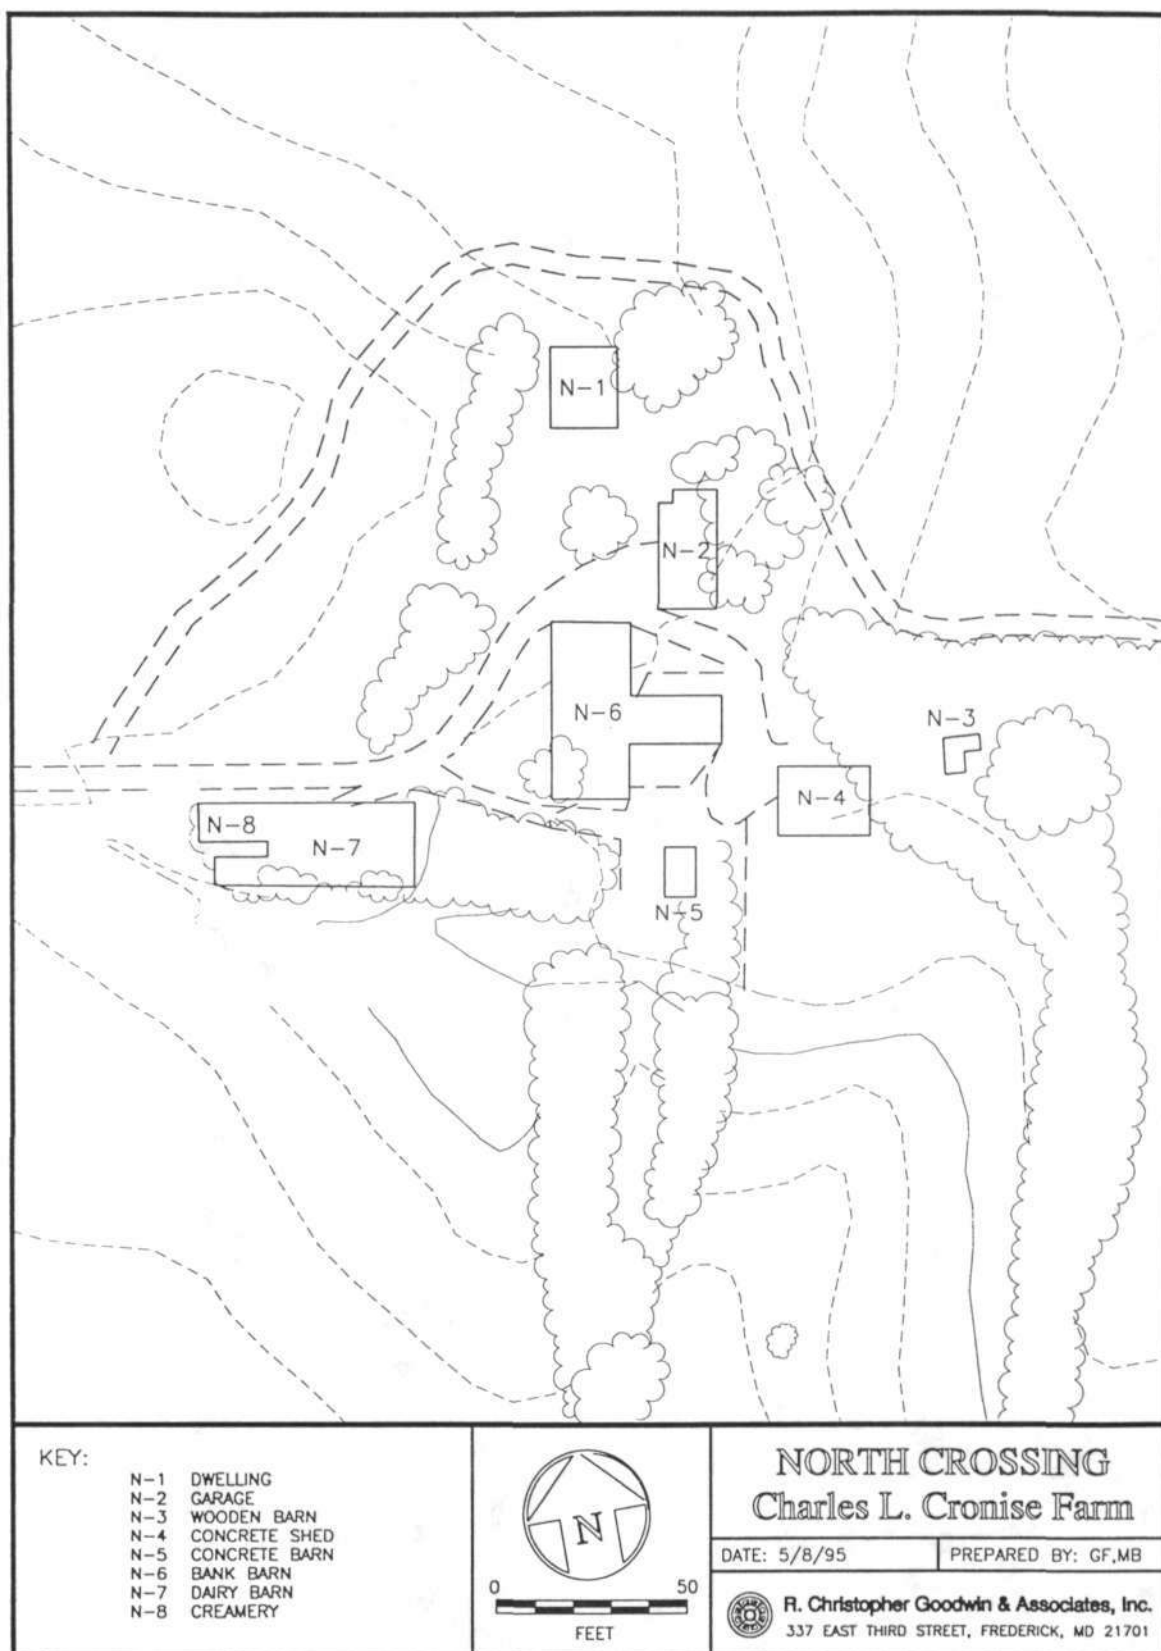 N-1
N-2
N-3
N-6
N-4
N-8
N-7
N-5
KEY:
N-1 DWELLING
N-2 GARAGE
N-3 WOODEN BARN
N-4 CONCRETE SHED
N-5 CONCRETE BARN
N-6 BANK BARN
N-7 DAIRY BARN
N-8 CREAMERY
N
0 50
FEET
NORTH CROSSING
Charles L. Cronise Farm
DATE: 5/8/95 PREPARED BY: GF,MB
R. Christopher Goodwin & Associates, Inc.
337 EAST THIRD STREET, FREDERICK, MD 21701